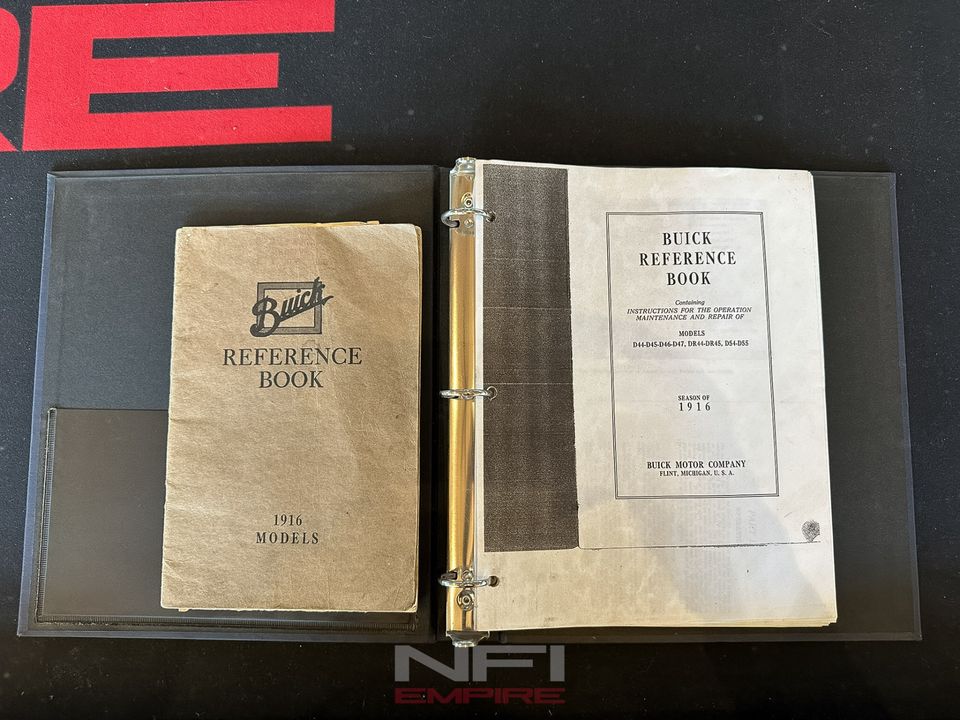 RE
Buick
REFERENCE
BOOK
1916
MODELS
BUICK
REFERENCE
BOOK
Containing
INSTRUCTIONS FOR THE OPERATION
MAINTENANCE AND REPAIR OF
MODELS
D44-D45-D46-D47, DR44-DR45, D54-D55
SEASON OF
1916
BUICK MOTOR COMPANY
FLINT, MICHIGAN, U. S. A.
NFI
EMPIRE